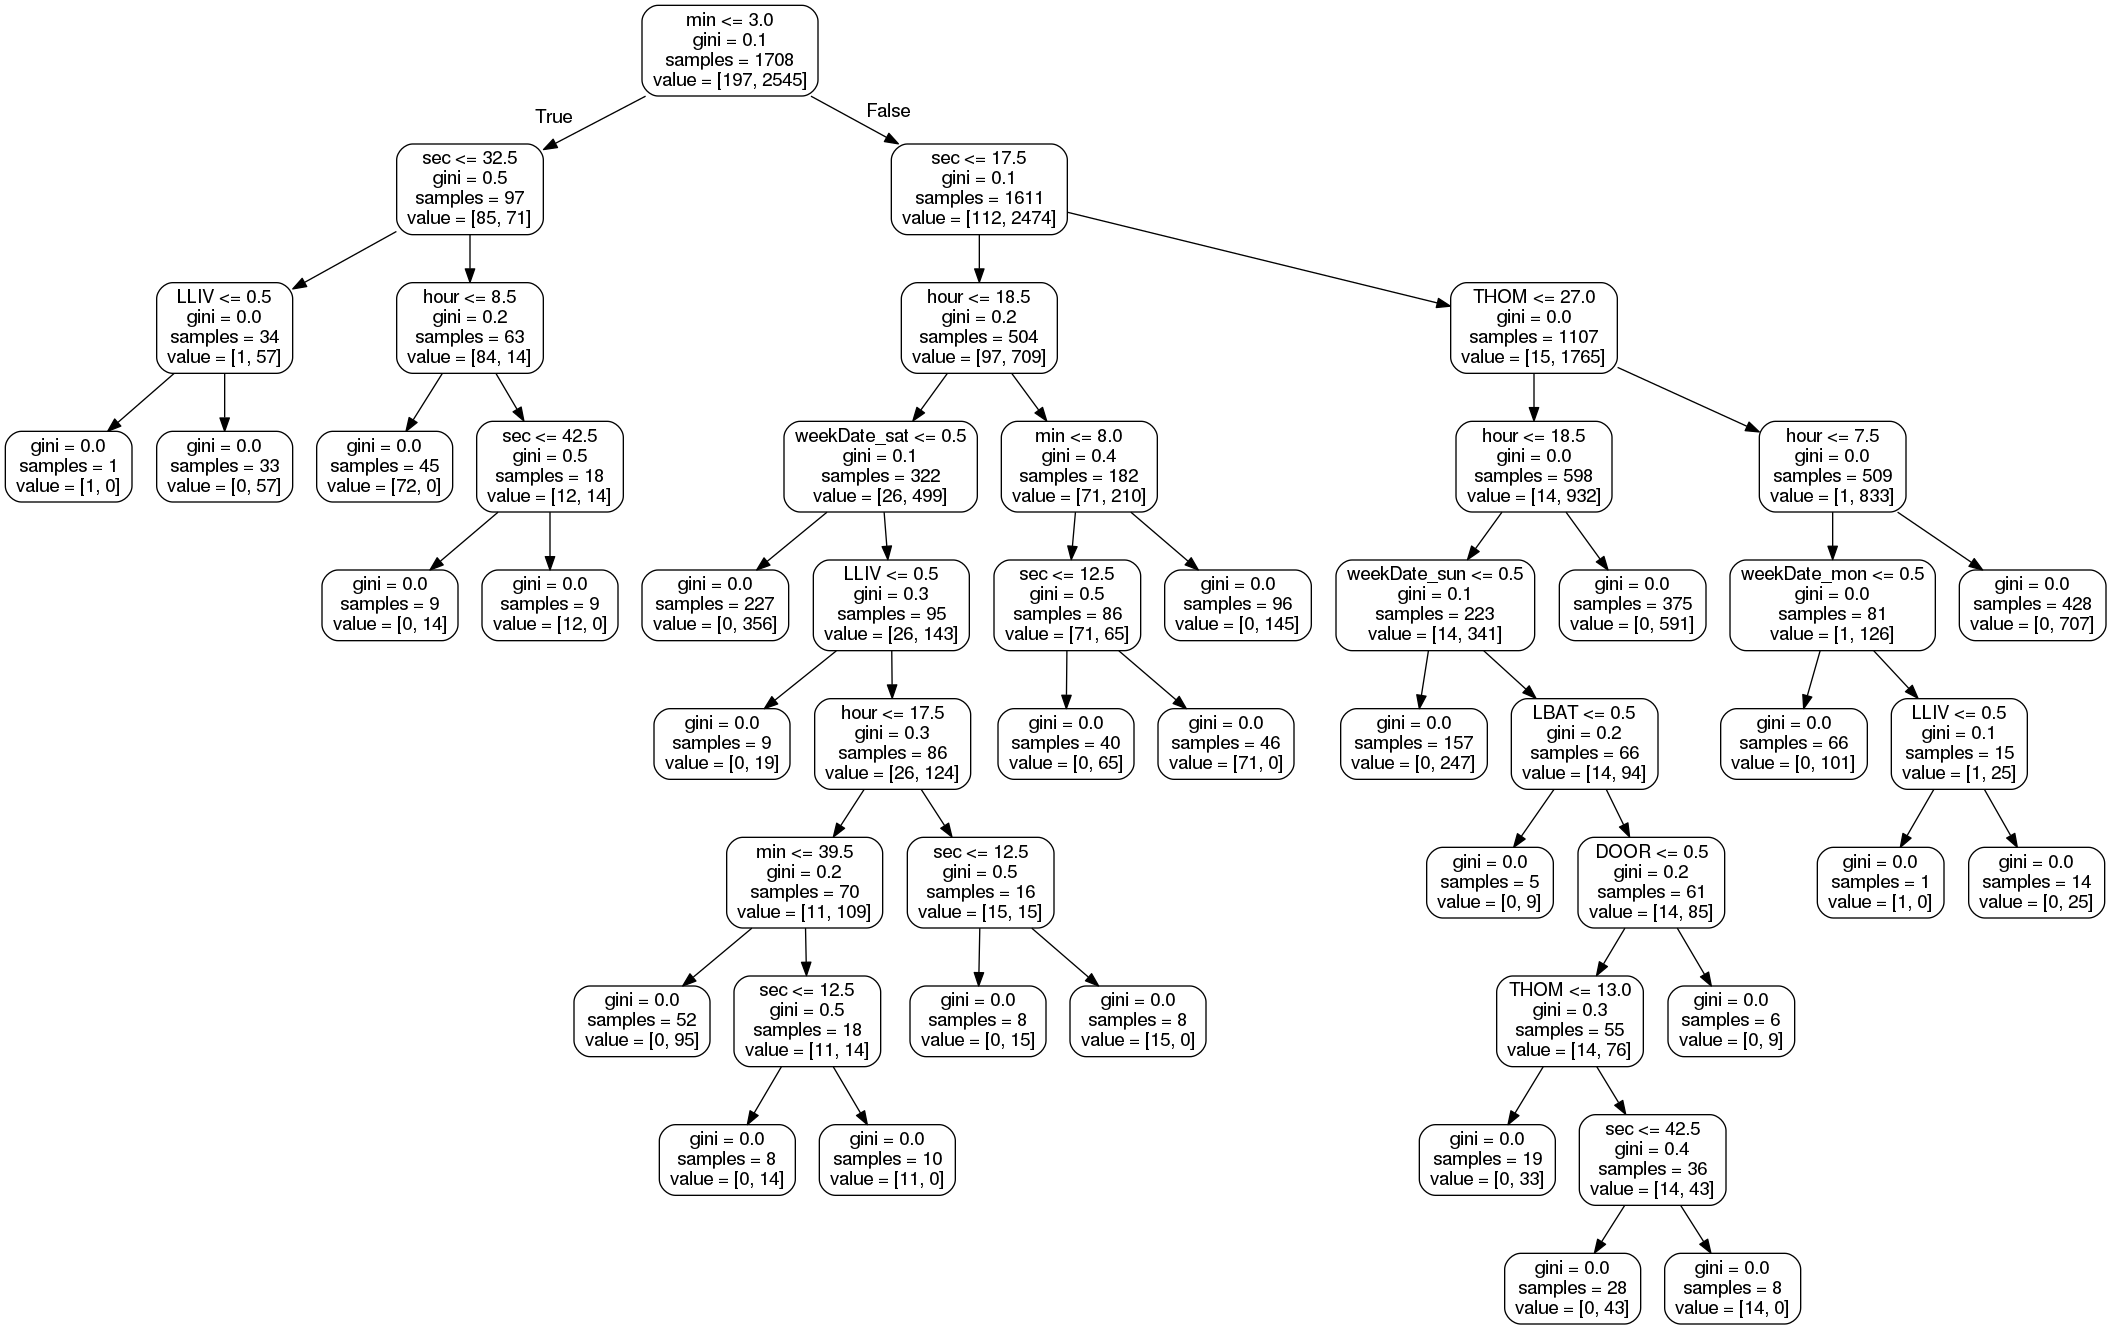 min <= 3.0
gini = 0.1
samples = 1708
value = [197, 2545]
True
False
sec <= 32.5
gini = 0.5
samples = 97
value = [85, 71]
sec <= 17.5
gini = 0.1
samples = 1611
value = [112, 2474]
LLIV <= 0.5
gini = 0.0
samples = 34
value = [1, 57]
hour <= 8.5
gini = 0.2
samples = 63
value = [84, 14]
hour <= 18.5
gini = 0.2
samples = 504
value = [97, 709]
THOM <= 27.0
gini = 0.0
samples = 1107
value = [15, 1765]
gini = 0.0
samples = 1
value = [1, 0]
gini = 0.0
samples = 33
value = [0, 57]
gini = 0.0
samples = 45
value = [72, 0]
sec <= 42.5
gini = 0.5
samples = 18
value = [12, 14]
weekDate_sat <= 0.5
gini = 0.1
samples = 322
value = [26, 499]
min <= 8.0
gini = 0.4
samples = 182
value = [71, 210]
hour <= 18.5
gini = 0.0
samples = 598
value = [14, 932]
hour <= 7.5
gini = 0.0
samples = 509
value = [1, 833]
gini = 0.0
samples = 9
value = [0, 14]
gini = 0.0
samples = 9
value = [12, 0]
gini = 0.0
samples = 227
value = [0, 356]
LLIV <= 0.5
gini = 0.3
samples = 95
value = [26, 143]
sec <= 12.5
gini = 0.5
samples = 86
value = [71, 65]
gini = 0.0
samples = 96
value = [0, 145]
weekDate_sun <= 0.5
gini = 0.1
samples = 223
value = [14, 341]
gini = 0.0
samples = 375
value = [0, 591]
weekDate_mon <= 0.5
gini = 0.0
samples = 81
value = [1, 126]
gini = 0.0
samples = 428
value = [0, 707]
gini = 0.0
samples = 9
value = [0, 19]
hour <= 17.5
gini = 0.3
samples = 86
value = [26, 124]
gini = 0.0
samples = 40
value = [0, 65]
gini = 0.0
samples = 46
value = [71, 0]
gini = 0.0
samples = 157
value = [0, 247]
LBAT <= 0.5
gini = 0.2
samples = 66
value = [14, 94]
gini = 0.0
samples = 66
value = [0, 101]
LLIV <= 0.5
gini = 0.1
samples = 15
value = [1, 25]
min <= 39.5
gini = 0.2
samples = 70
value = [11, 109]
sec <= 12.5
gini = 0.5
samples = 16
value = [15, 15]
gini = 0.0
samples = 5
value = [0, 9]
DOOR <= 0.5
gini = 0.2
samples = 61
value = [14, 85]
gini = 0.0
samples = 1
value = [1, 0]
gini = 0.0
samples = 14
value = [0, 25]
gini = 0.0
samples = 52
value = [0, 95]
sec <= 12.5
gini = 0.5
samples = 18
value = [11, 14]
gini = 0.0
samples = 8
value = [0, 15]
gini = 0.0
samples = 8
value = [15, 0]
THOM <= 13.0
gini = 0.3
samples = 55
value = [14, 76]
gini = 0.0
samples = 6
value = [0, 9]
gini = 0.0
samples = 8
value = [0, 14]
gini = 0.0
samples = 10
value = [11, 0]
gini = 0.0
samples = 19
value = [0, 33]
sec <= 42.5
gini = 0.4
samples = 36
value = [14, 43]
gini = 0.0
samples = 28
value = [0, 43]
gini = 0.0
samples = 8
value = [14, 0]